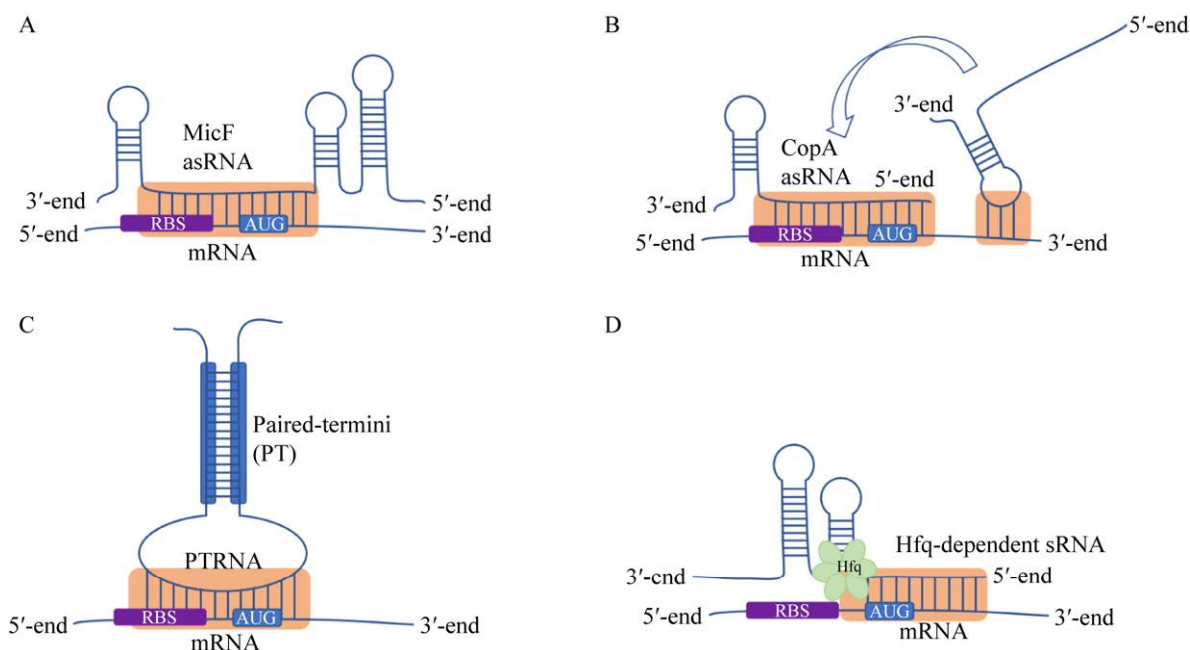 A
MicF
asRNA
3′-end
5′-end
RBS
AUG
5′-end
3′-end
mRNA
B
5′-end
3′-end
CopA
asRNA
5′-end
3′-end
RBS
AUG
5′-end
3′-end
mRNA
C
Paired-termini
(PT)
PTRNA
RBS
AUG
5′-end
3′-end
mRNA
D
Hfq-dependent sRNA
Hfq
3′-cnd
5′-end
RBS
AUG
5′-end
3′-end
mRNA